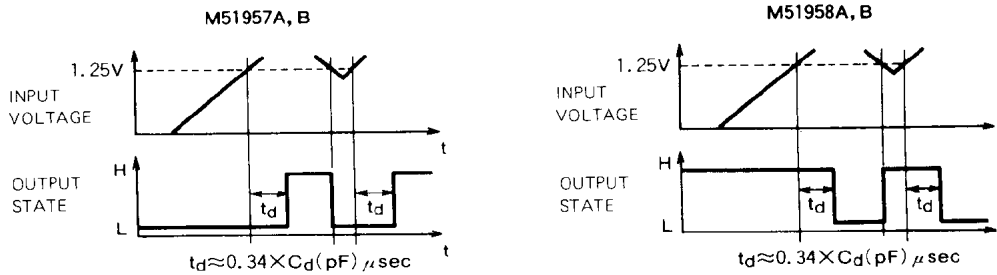 M51957A, B
1.25V
INPUT
VOLTAGE
t
H
OUTPUT
STATE
L
td
td
t
td≈0.34×Cd(pF) μsec
M51958A, B
1.25V
INPUT
VOLTAGE
H
OUTPUT
STATE
L
td
td
td≈0.34×Cd(pF) μsec